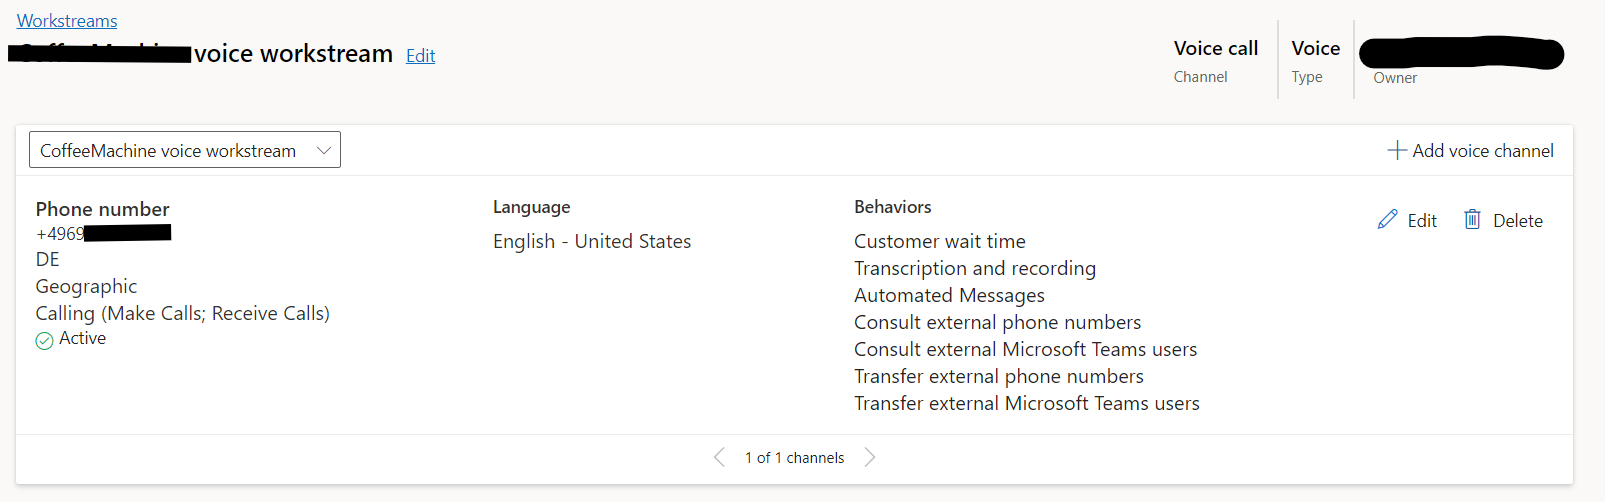 Workstreams
voice workstream Edit
Voice call
Channel
Voice
Type
Owner
CoffeeMachine voice workstream
Add voice channel
Phone number
+4969
DE
Geographic
Calling (Make Calls; Receive Calls)
Active
Language
English - United States
Behaviors
Customer wait time
Transcription and recording
Automated Messages
Consult external phone numbers
Consult external Microsoft Teams users
Transfer external phone numbers
Transfer external Microsoft Teams users
Edit
Delete
1 of 1 channels